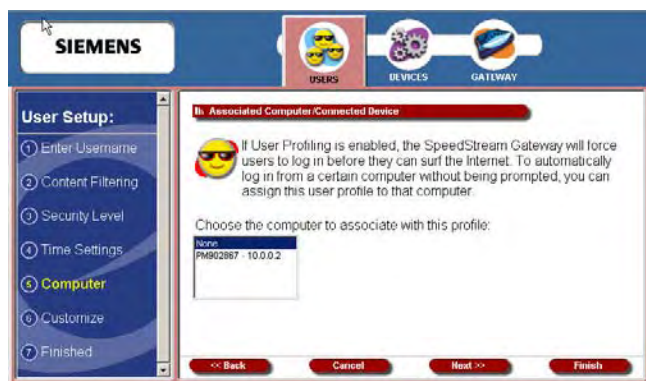 SIEMENS
USERS
DEVICES
GATEWAY
User Setup:
1 Enter Username
2 Content Filtering
3 Security Level
4 Time Settings
5 Computer
6 Customize
7 Finished
Associated Computer/Connected Device
If User Profiling is enabled, the SpeedStream Gateway will force
users to log in before they can surf the Internet. To automatically
log in from a certain computer without being prompted, you can
assign this user profile to that computer.
Choose the computer to associate with this profile:
None
PM902867 - 10.0.0.2
<< Back
Cancel
Next >>
Finish